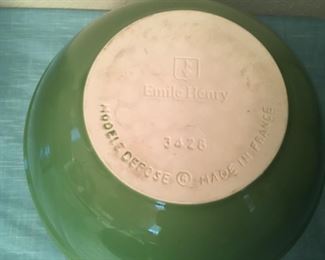 Emile Henry
3428
MODELE DEPOSE © MADE IN FRANCE